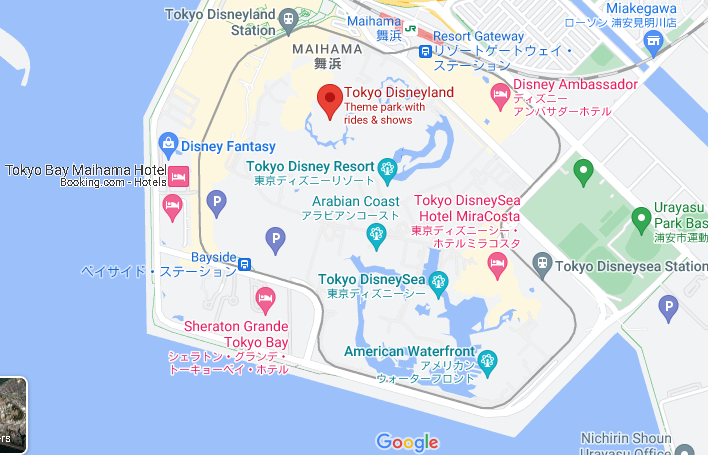 Miakegawa
ローソン 浦安見明川店
Tokyo Disneyland
Station
Maihama
舞浜
JR
Resort Gateway
リゾートゲートウェイ・
ステーション
MAIHAMA
舞浜
Disney Ambassador
ディズニー
アンバサダーホテル
Tokyo Disneyland
Theme park with
rides & shows
Disney Fantasy
Tokyo Bay Maihama Hotel
Booking.com - Hotels
Tokyo Disney Resort
東京ディズニーリゾート
P
Arabian Coast
アラビアンコースト
Tokyo DisneySea
Hotel MiraCosta
東京ディズニーシー・
ホテルミラコスタ
Urayasu
Park Bas
浦安市運動
P
Bayside
ベイサイド・ステーション
Tokyo Disneysea Station
Tokyo DisneySea
東京ディズニーシー
P
Sheraton Grande
Tokyo Bay
シェラトン・グランデ・
トーキョーベイ・ホテル
American Waterfront
アメリカン
ウォーターフロント
rs
Google
Nichirin Shoun
Urayasu Office